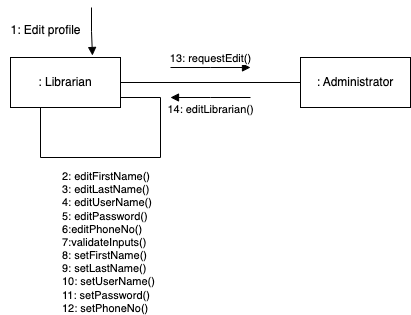 1: Edit profile
13: requestEdit()
: Librarian
: Administrator
14: editLibrarian()
2: editFirstName()
3: editLastName()
4: editUserName()
5: editPassword()
6:editPhoneNo()
7:validateInputs()
8: setFirstName()
9: setLastName()
10: setUserName()
11: setPassword()
12: setPhoneNo()